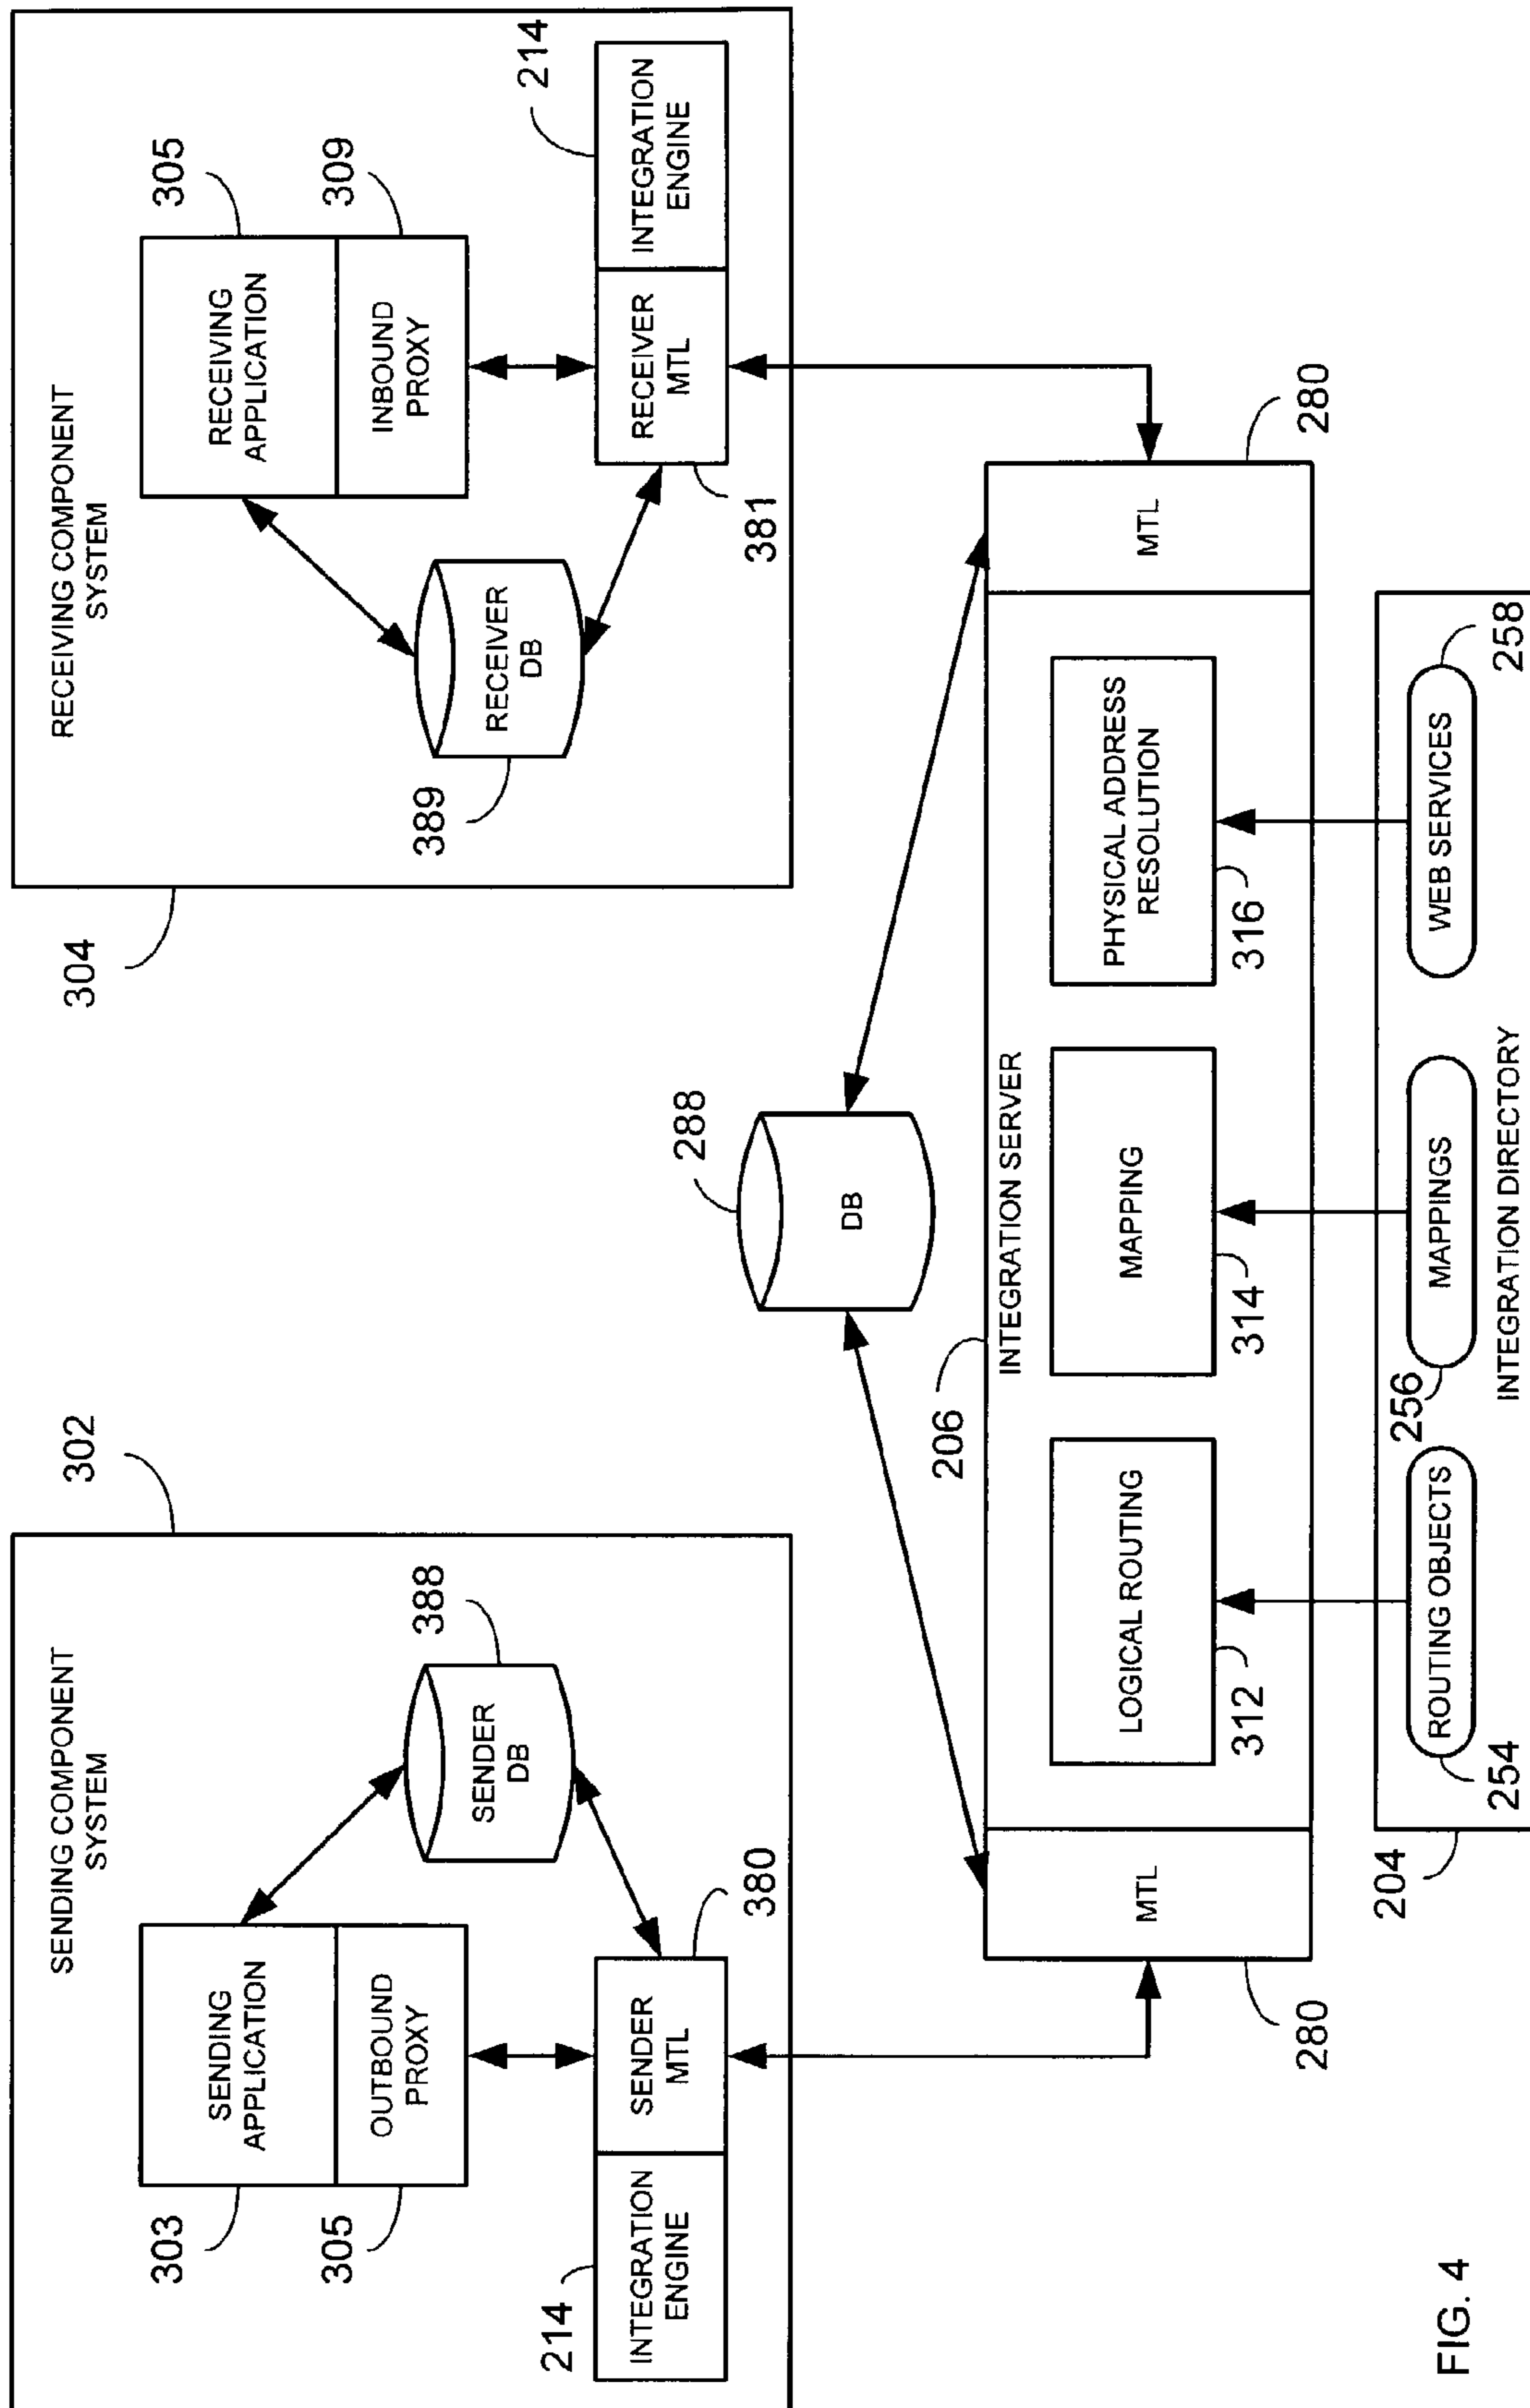 SENDING COMPONENT
SYSTEM
302
SENDING
APPLICATION
303
OUTBOUND
PROXY
305
SENDER
DB
388
INTEGRATION
ENGINE
214
SENDER
MTL
380
RECEIVING COMPONENT
SYSTEM
304
RECEIVING
APPLICATION
305
INBOUND
PROXY
309
RECEIVER
DB
389
RECEIVER
MTL
381
INTEGRATION
ENGINE
214
DB
288
206
INTEGRATION SERVER
MTL
280
LOGICAL ROUTING
312
MAPPING
314
PHYSICAL ADDRESS
RESOLUTION
316
MTL
280
204
ROUTING OBJECTS
254
MAPPINGS
256
WEB SERVICES
258
INTEGRATION DIRECTORY
FIG. 4